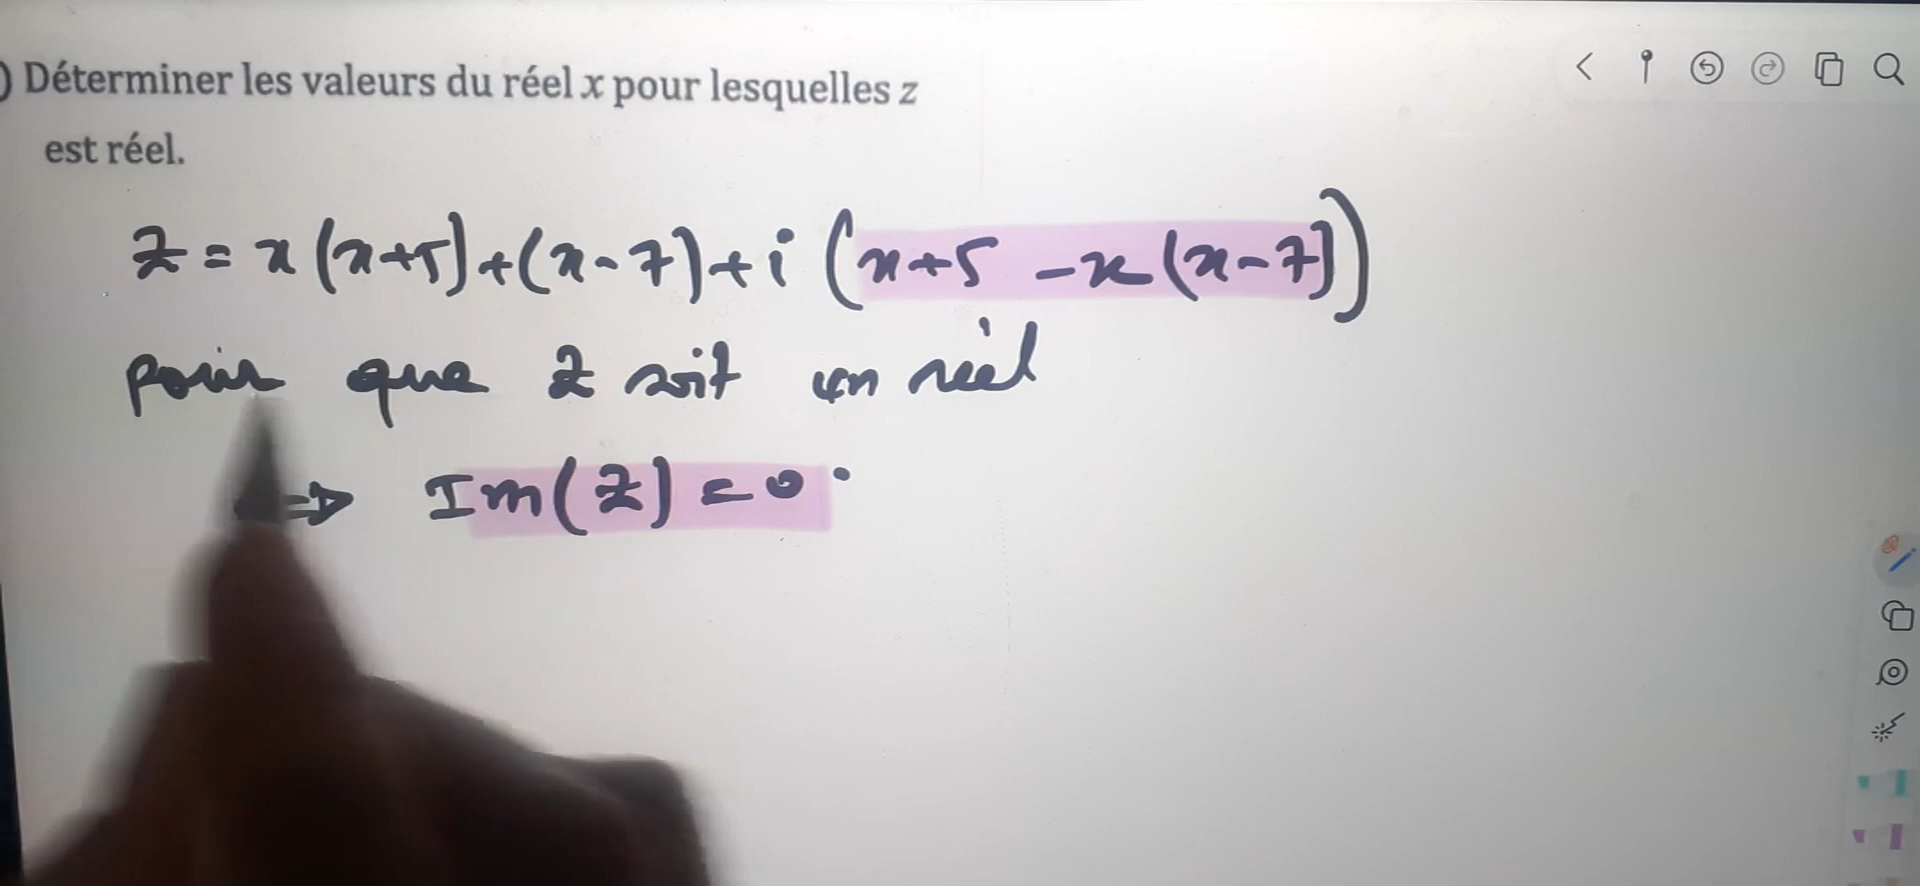 ) Déterminer les valeurs du réel x pour lesquelles z
est réel.
z = x(x+5)+(x-7)+i(x+5 -x(x-7))
pour que z soit un réel
⇔ Im(z) = 0.